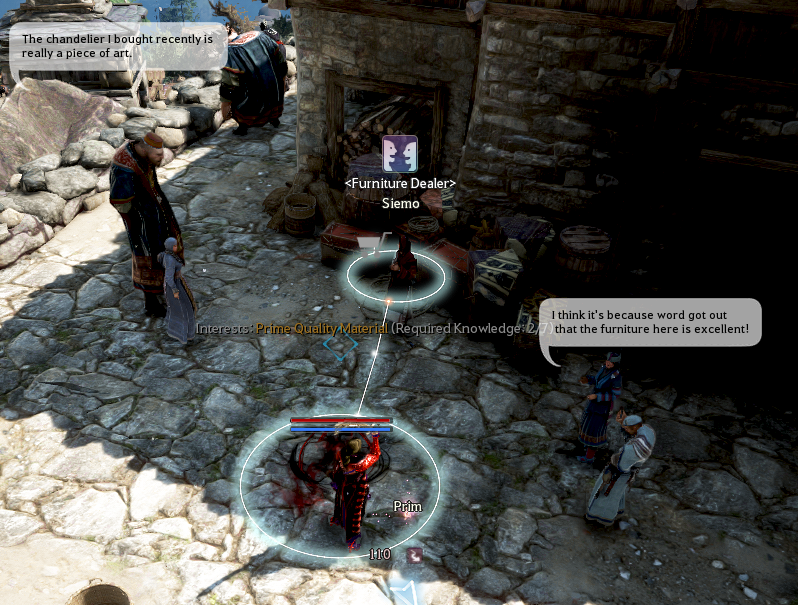 The chandelier I bought recently is
really a piece of art.
<Furniture Dealer>
Siemo
I think it's because word got out
that the furniture here is excellent!
Interests: Prime Quality Material (Required Knowledge: 2/7)
Prim
110